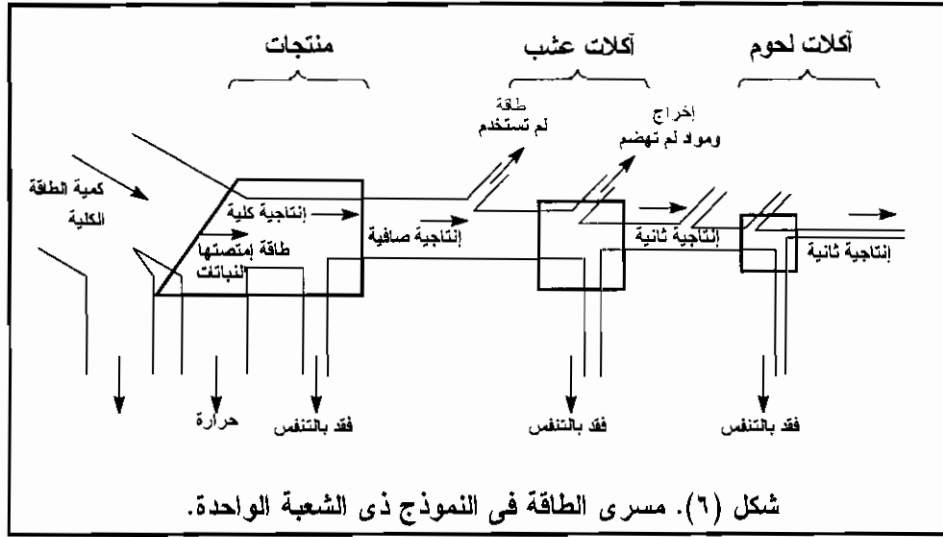 منتجات
آكلات عشب
آكلات لحوم
طاقة
لم تستخدم
إخراج
ومواد لم تهضم
كمية الطاقة
الكلية
إنتاجية كلية
طاقة إمتصتها
النباتات
إنتاجية صافية
إنتاجية ثانية
إنتاجية ثانية
حرارة
فقد بالتنفس
فقد بالتنفس
فقد بالتنفس
شكل (٦). مسرى الطاقة فى النموذج ذى الشعبة الواحدة.